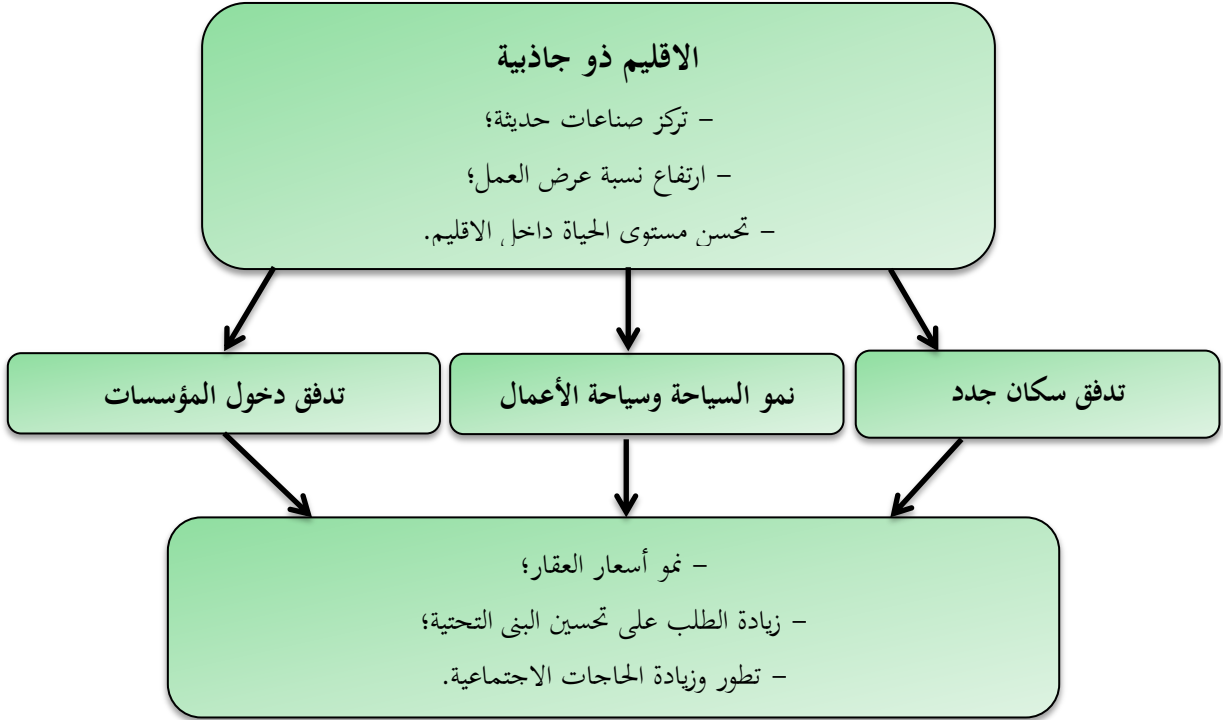 الاقليم ذو جاذبية
– تركز صناعات حديثة؛
– ارتفاع نسبة عرض العمل؛
– تحسن مستوى الحياة داخل الاقليم.
تدفق سكان جدد
نمو السياحة وسياحة الأعمال
تدفق دخول المؤسسات
– نمو أسعار العقار؛
– زيادة الطلب على تحسين البنى التحتية؛
– تطور وزيادة الحاجات الاجتماعية.